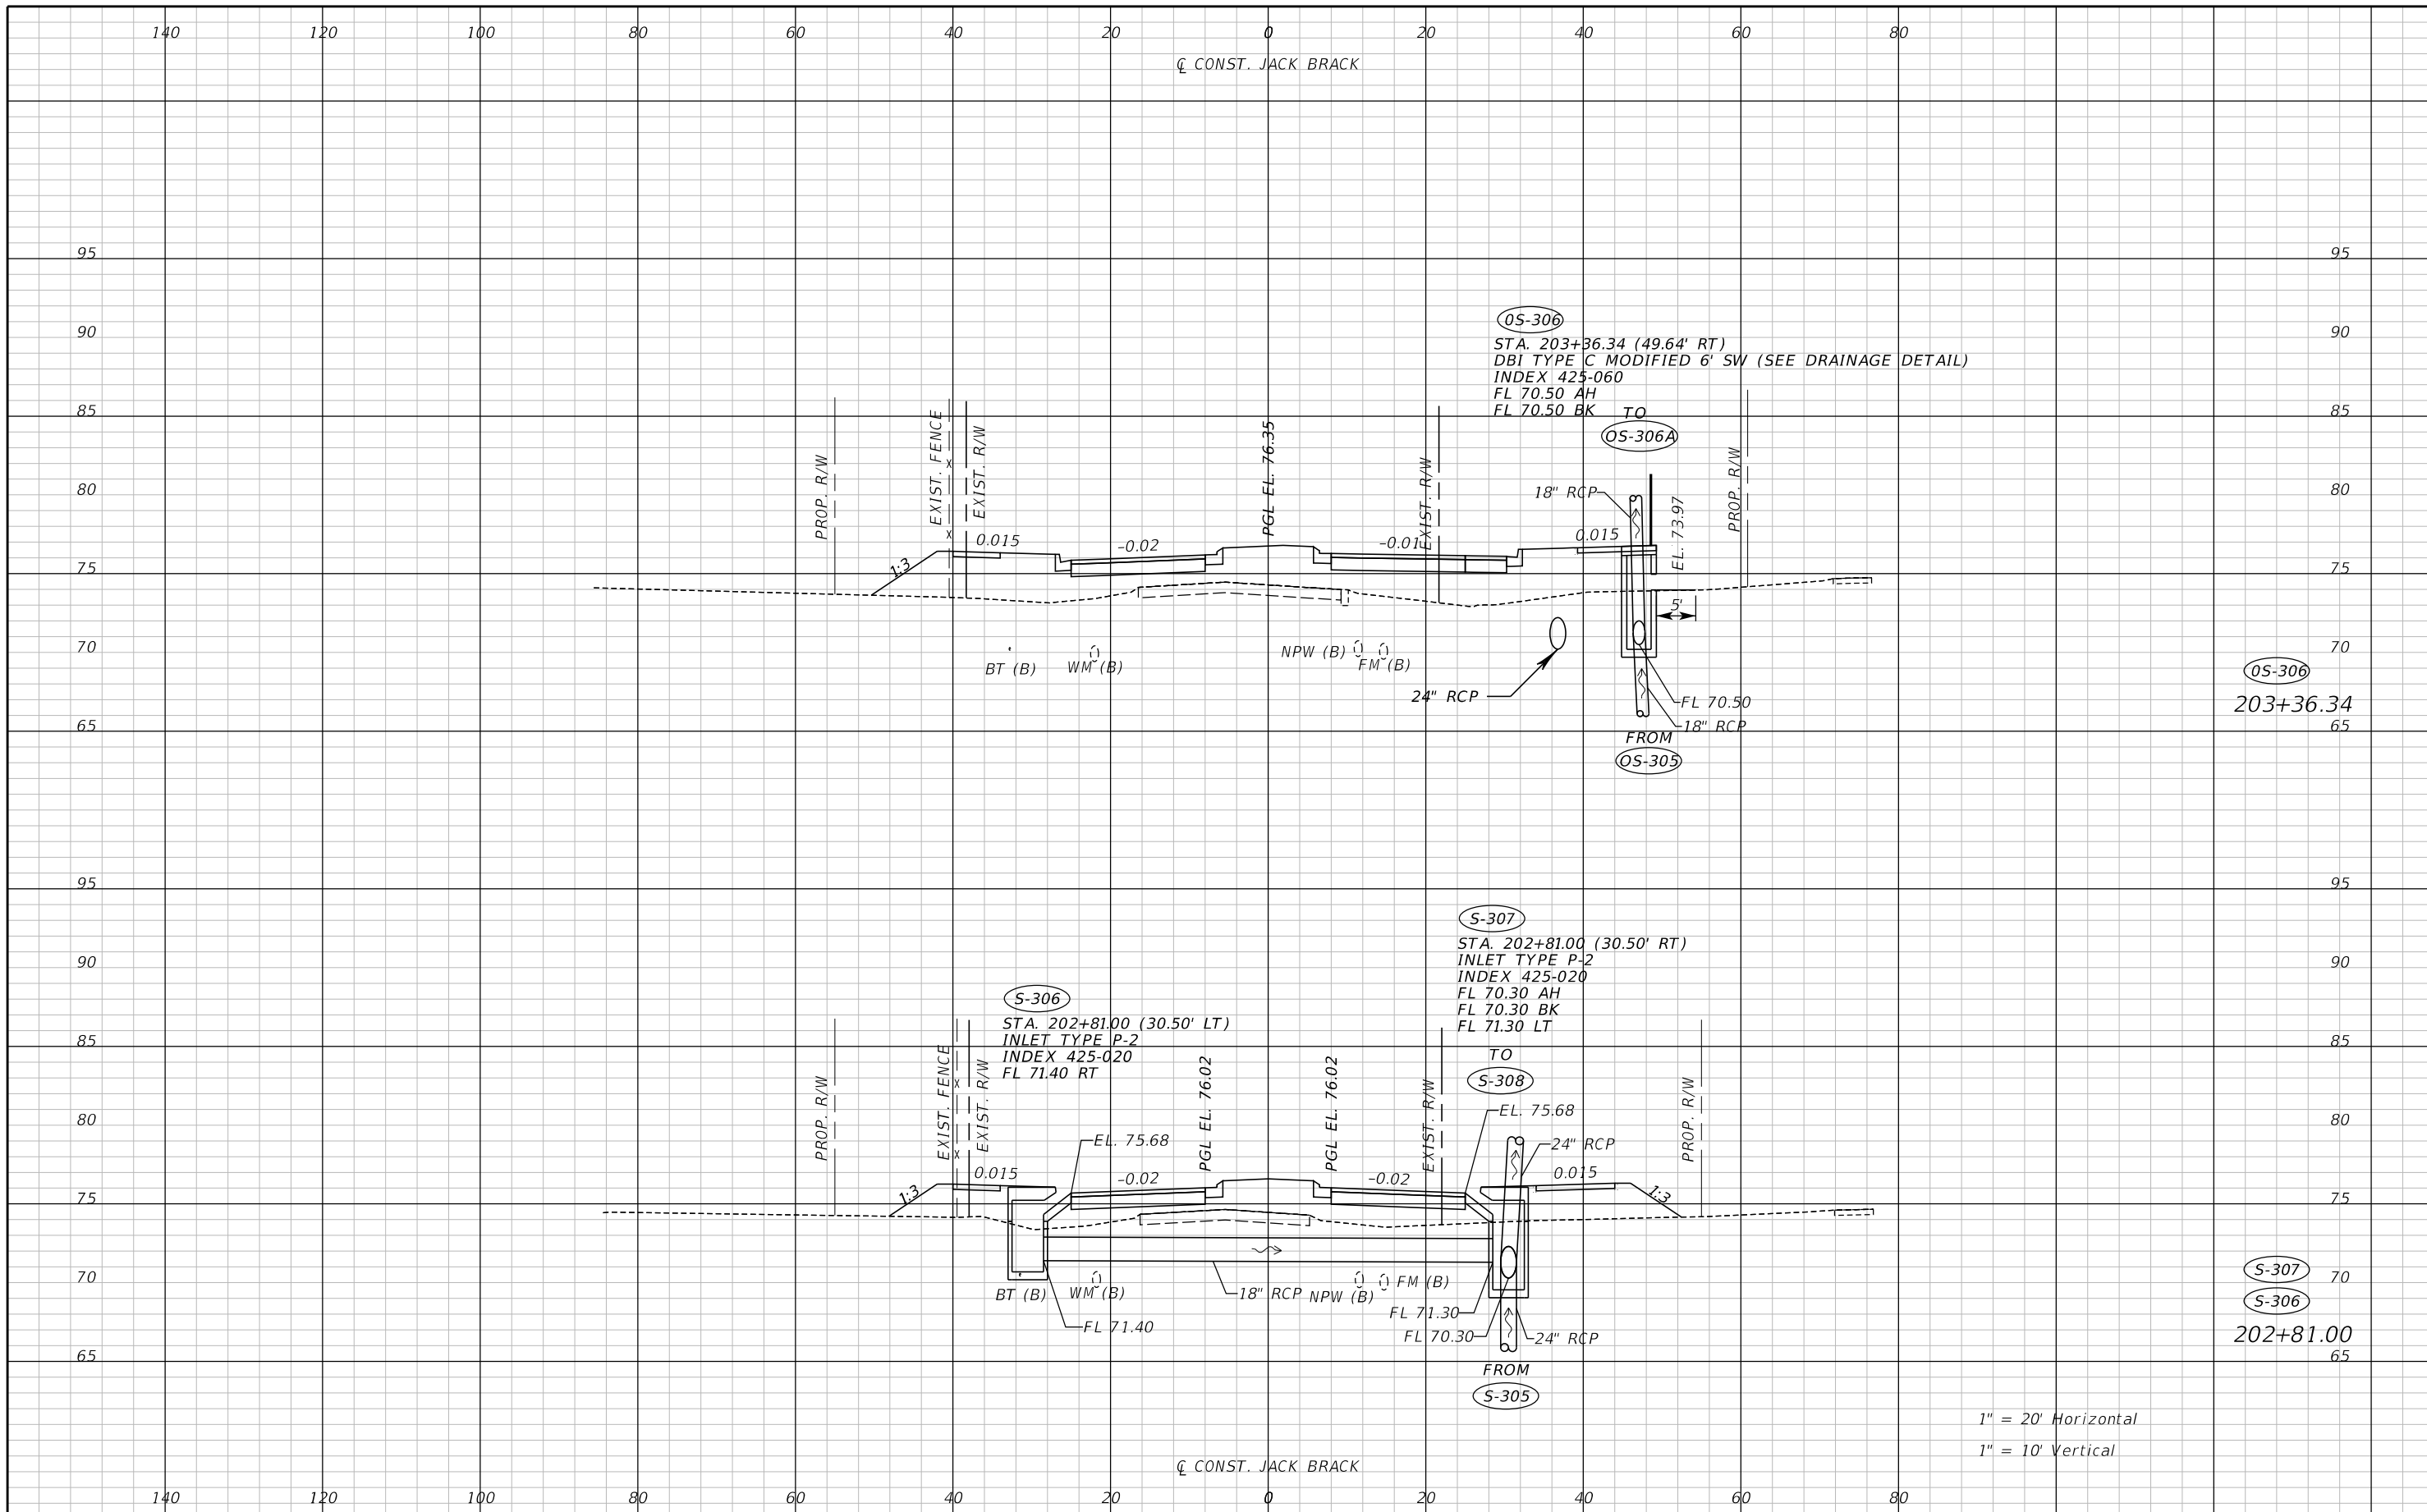 140 120 100 80 60 40 20 0 20 40 60 80
℄ CONST. JACK BRACK
95 95
0S-306
90 90
STA. 203+36.34 (49.64' RT)
DBI TYPE C MODIFIED 6' SW (SEE DRAINAGE DETAIL)
INDEX 425-060
FL 70.50 AH
FL 70.50 BK
85 85
TO
OS-306A
PROP. R/W
EXIST. FENCE
X
X
EXIST. R/W
PGL EL. 76.35
EXIST. R/W
PROP. R/W
80 80
18" RCP
EL. 73.97
1:3
0.015
-0.02
-0.01
0.015
75 75
5'
70 70
BT (B)
WM (B)
NPW (B)
FM (B)
24" RCP
FL 70.50
18" RCP
0S-306
203+36.34
65 65
FROM
OS-305
95 95
S-307
STA. 202+81.00 (30.50' RT)
INLET TYPE P-2
INDEX 425-020
FL 70.30 AH
FL 70.30 BK
FL 71.30 LT
90 90
S-306
STA. 202+81.00 (30.50' LT)
INLET TYPE P-2
INDEX 425-020
FL 71.40 RT
85 85
TO
S-308
PROP. R/W
EXIST. FENCE
X
X
EXIST. R/W
PGL EL. 76.02
PGL EL. 76.02
EXIST. R/W
PROP. R/W
80 80
EL. 75.68
EL. 75.68
24" RCP
1:3
0.015
-0.02
-0.02
0.015
1:3
75 75
70 70
BT (B)
WM (B)
18" RCP
NPW (B)
FM (B)
FL 71.40
FL 71.30
FL 70.30
24" RCP
S-307
S-306
202+81.00
65 65
FROM
S-305
1" = 20' Horizontal
1" = 10' Vertical
℄ CONST. JACK BRACK
140 120 100 80 60 40 20 0 20 40 60 80